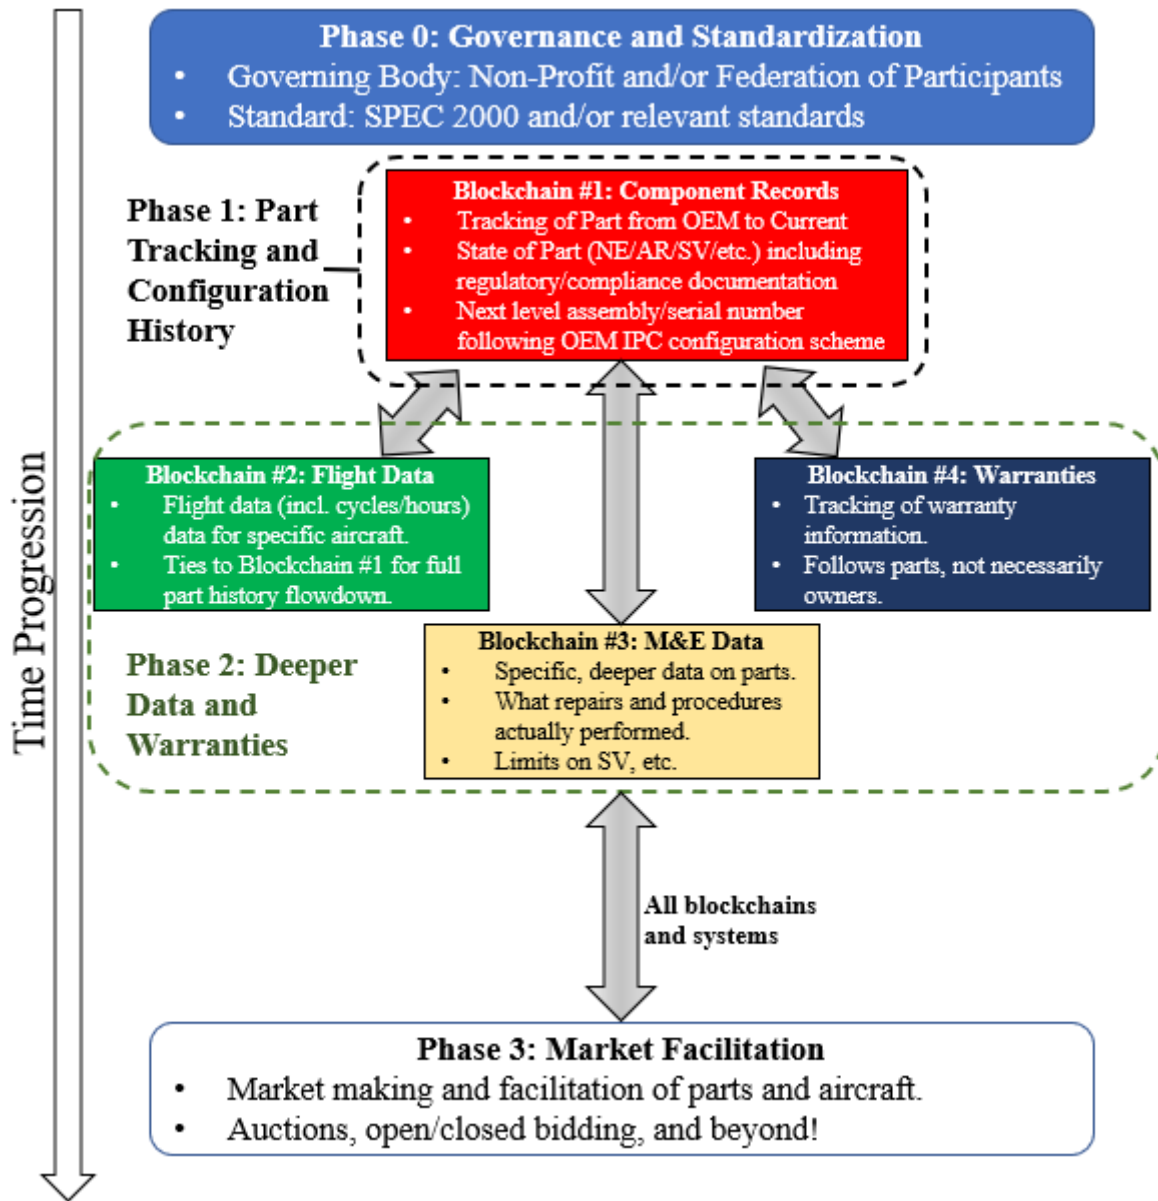 Phase 0: Governance and Standardization
• Governing Body: Non-Profit and/or Federation of Participants
• Standard: SPEC 2000 and/or relevant standards
Phase 1: Part
Tracking and
Configuration
History
Blockchain #1: Component Records
• Tracking of Part from OEM to Current
• State of Part (NE/AR/SV/etc.) including
regulatory/compliance documentation
• Next level assembly/serial number
following OEM IPC configuration scheme
Time Progression
Blockchain #2: Flight Data
• Flight data (incl. cycles/hours)
data for specific aircraft.
• Ties to Blockchain #1 for full
part history flowdown.
Blockchain #4: Warranties
• Tracking of warranty
information.
• Follows parts, not necessarily
owners.
Phase 2: Deeper
Data and
Warranties
Blockchain #3: M&E Data
• Specific, deeper data on parts.
• What repairs and procedures
actually performed.
• Limits on SV, etc.
All blockchains
and systems
Phase 3: Market Facilitation
• Market making and facilitation of parts and aircraft.
• Auctions, open/closed bidding, and beyond!